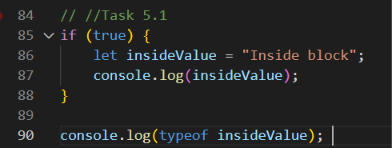 84 // //Task 5.1
85 if (true) {
86 let insideValue = "Inside block";
87 console.log(insideValue);
88 }
89
90 console.log(typeof insideValue);